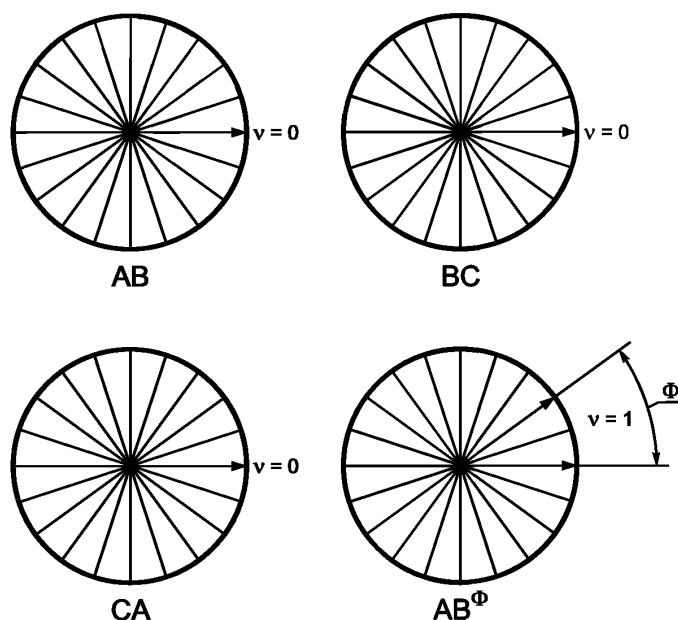 ν = 0
ν = 0
AB
BC
Φ
ν = 1
ν = 0
CA
AB^Φ